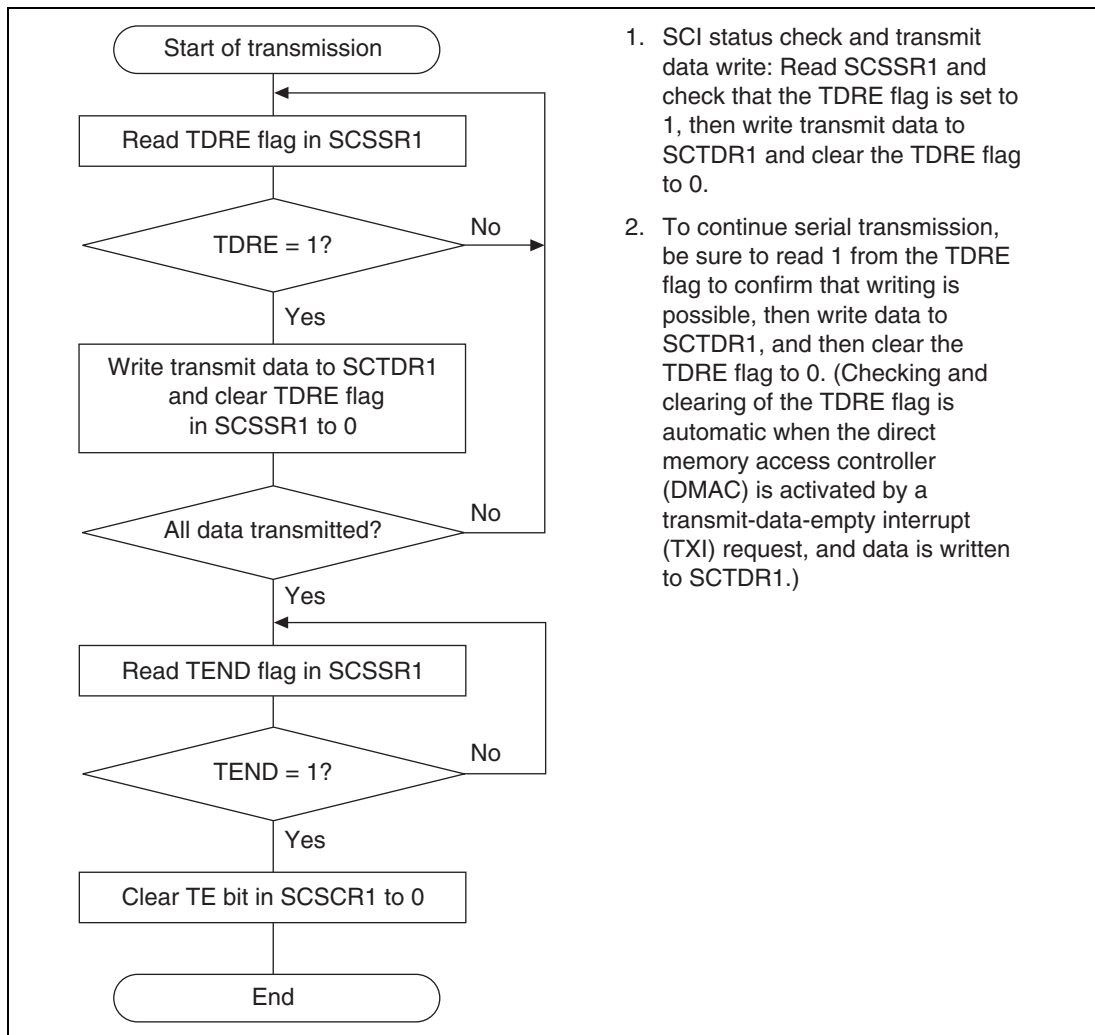 Start of transmission
Read TDRE flag in SCSSR1
TDRE = 1?
No
Yes
Write transmit data to SCTDR1
and clear TDRE flag
in SCSSR1 to 0
All data transmitted?
No
Yes
Read TEND flag in SCSSR1
TEND = 1?
No
Yes
Clear TE bit in SCSCR1 to 0
End
1. SCI status check and transmit
data write: Read SCSSR1 and
check that the TDRE flag is set to
1, then write transmit data to
SCTDR1 and clear the TDRE flag
to 0.
2. To continue serial transmission,
be sure to read 1 from the TDRE
flag to confirm that writing is
possible, then write data to
SCTDR1, and then clear the
TDRE flag to 0. (Checking and
clearing of the TDRE flag is
automatic when the direct
memory access controller
(DMAC) is activated by a
transmit-data-empty interrupt
(TXI) request, and data is written
to SCTDR1.)